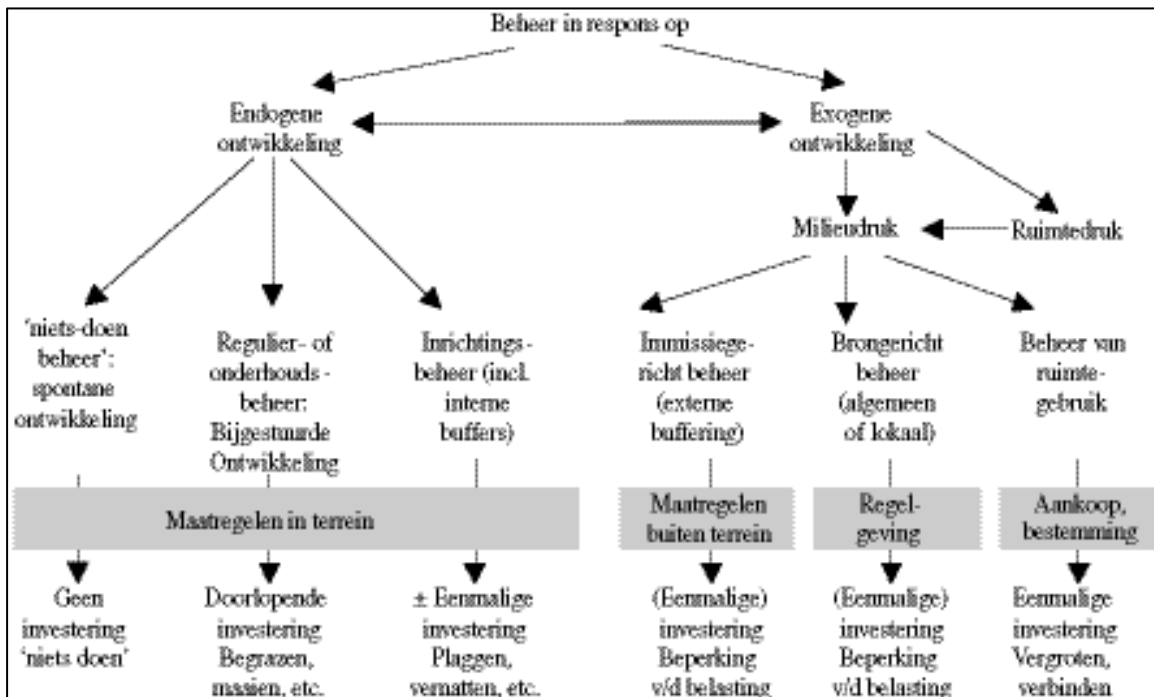 Beheer in respons op
Endogene
ontwikkeling
Exogene
ontwikkeling
Milieudruk
Ruimtedruk
'niets-doen
beheer':
spontane
ontwikkeling
Regulier- of
onderhouds-
beheer:
Bijgestuurde
Ontwikkeling
Inrichtings-
beheer (incl.
interne
buffers)
Immissiege-
richt beheer
(externe
buffering)
Brongericht
beheer
(algemeen
of lokaal)
Beheer van
ruimte-
gebruik
Maatregelen in terrein
Maatregelen
buiten terrein
Regel-
geving
Aankoop,
bestemming
Geen
investering
'niets doen'
Doorlopende
investering
Begrazen,
maaien, etc.
± Eenmalige
investering
Plaggen,
vernatten, etc.
(Eenmalige)
investering
Beperking
v/d belasting
(Eenmalige)
investering
Beperking
v/d belasting
Eenmalige
investering
Vergroten,
verbinden